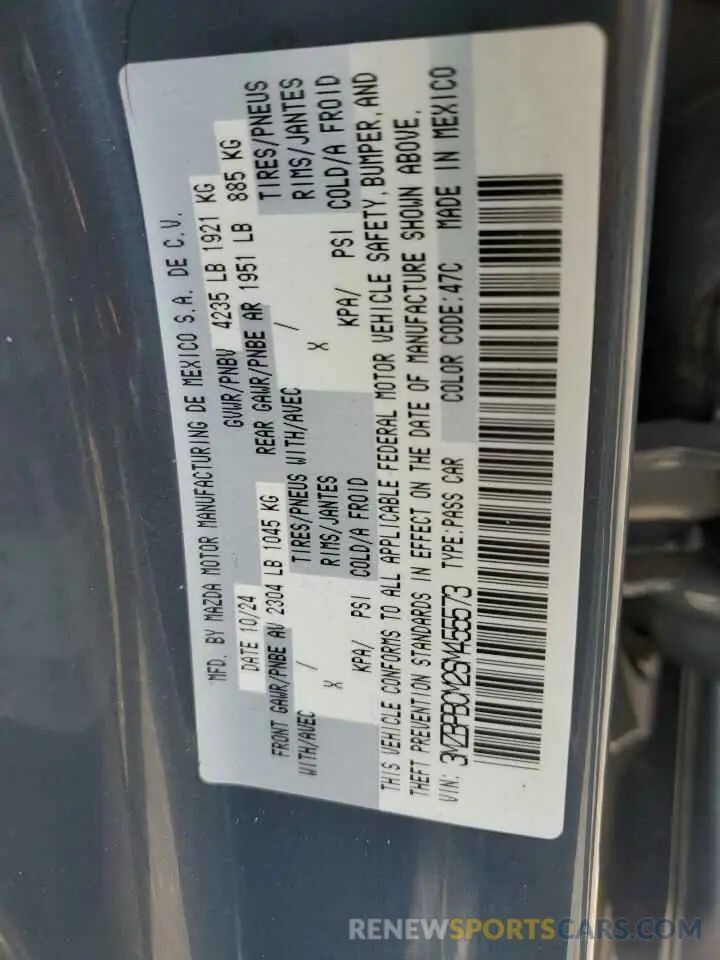 MFD. BY MAZDA MOTOR MANUFACTURING DE MEXICO S.A. DE C.V.
DATE 10/24 GVWR/PNBV 4235 LB 1921 KG
FRONT GAWR/PNBE AV 2304 LB 1045 KG REAR GAWR/PNBE AR 1951 LB 885 KG
WITH/AVEC X / TIRES/PNEUS WITH/AVEC X / TIRES/PNEUS
RIMS/JANTES RIMS/JANTES
KPA/ PSI COLD/A FROID KPA/ PSI COLD/A FROID
THIS VEHICLE CONFORMS TO ALL APPLICABLE FEDERAL MOTOR VEHICLE SAFETY, BUMPER, AND
THEFT PREVENTION STANDARDS IN EFFECT ON THE DATE OF MANUFACTURE SHOWN ABOVE.
VIN: 3MZBPBCM2SM455573 TYPE:PASS CAR COLOR CODE:47C MADE IN MEXICO
RENEWSPORTSCARS.COM